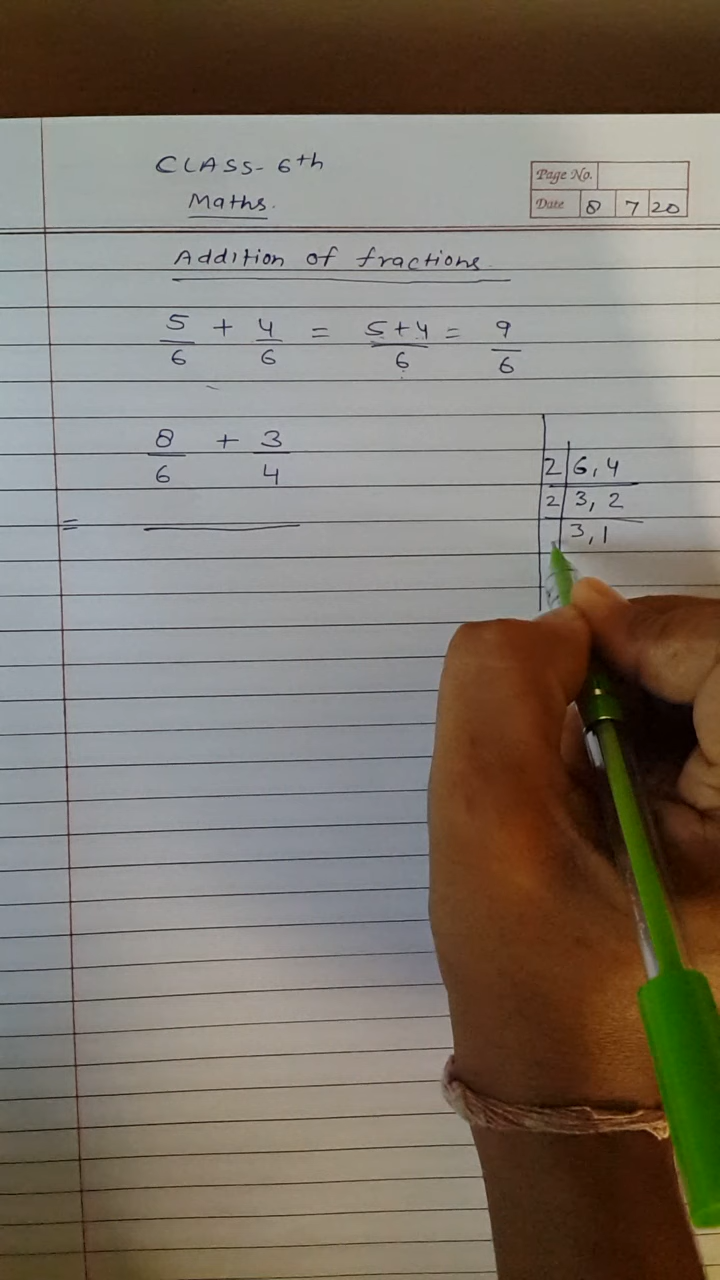 CLASS- 6th
Maths.
Page No.
Date 8 7 20
Addition of fractions.
5/6 + 4/6 = 5+4/6 = 9/6
8/6 + 3/4
2 | 6, 4
2 | 3, 2
3, 1
=